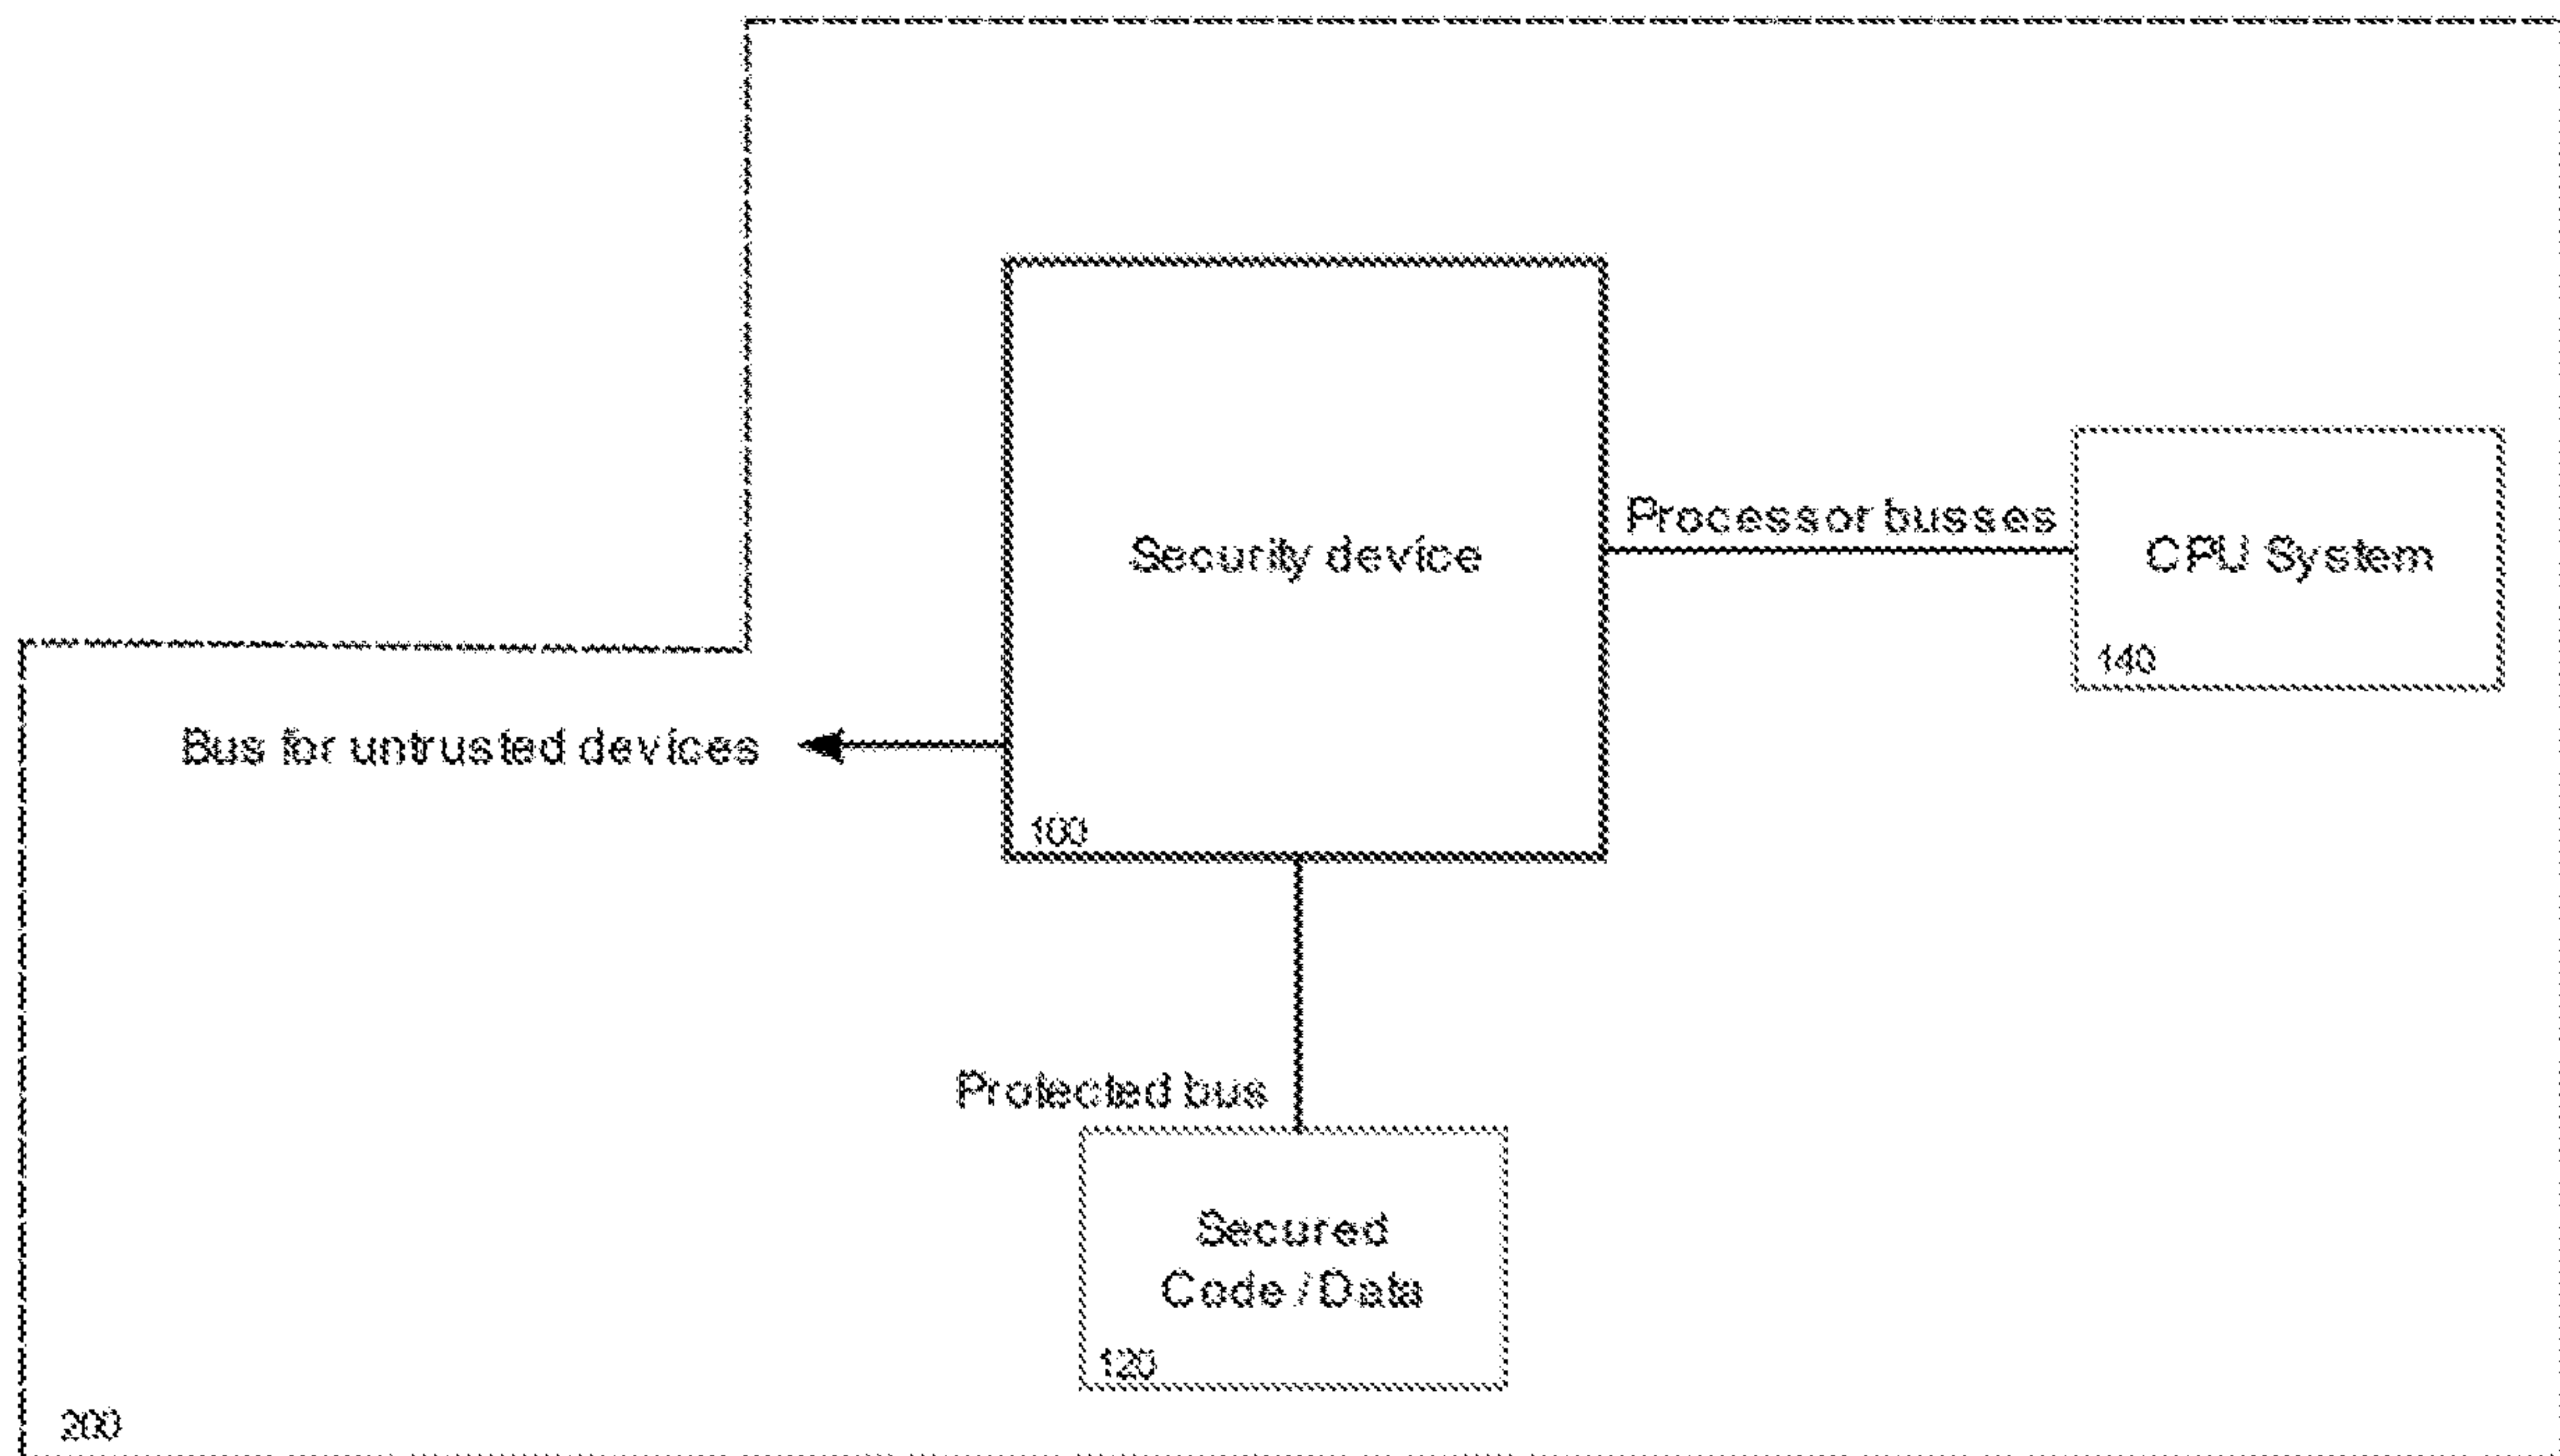 Security device
Processor busses
CPU System
140
Bus for untrusted devices
100
Protected bus
Secured
Code / Data
120
200